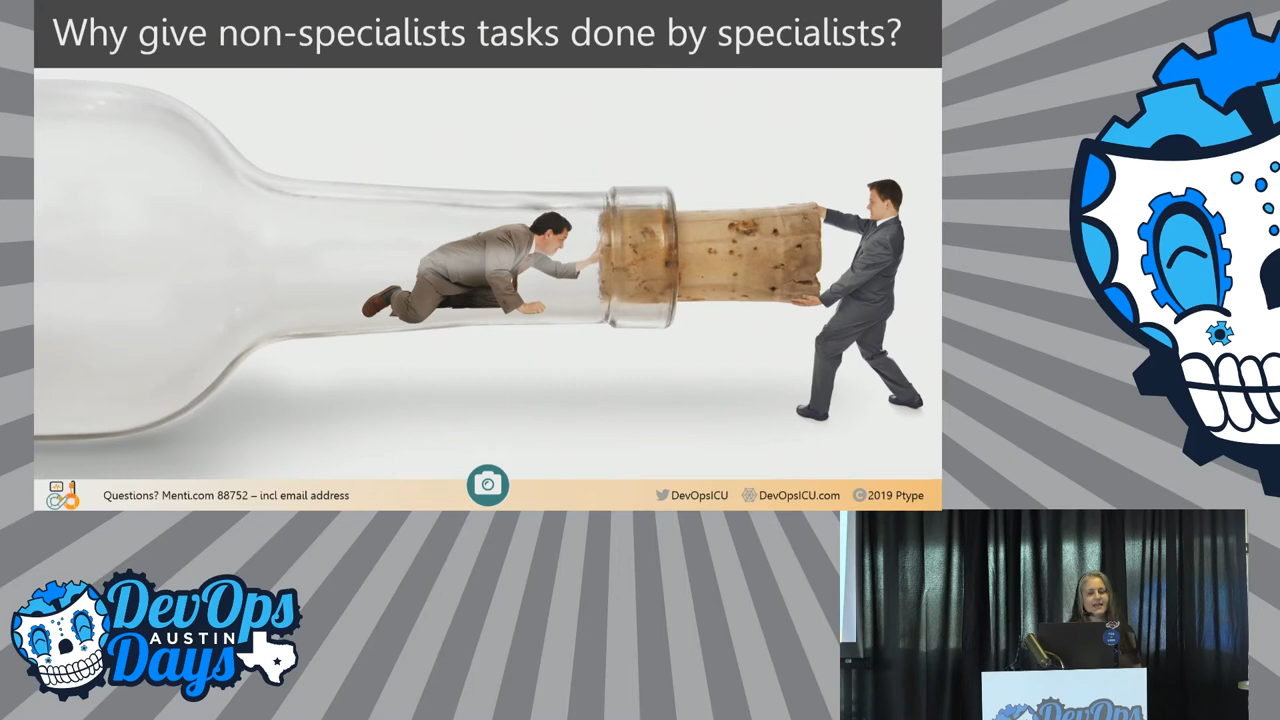 Why give non-specialists tasks done by specialists?
Questions? Menti.com 88752 – incl email address
DevOpsICU
DevOpsICU.com
© 2019 Ptype
DevOps
AUSTIN
Days
DevOps